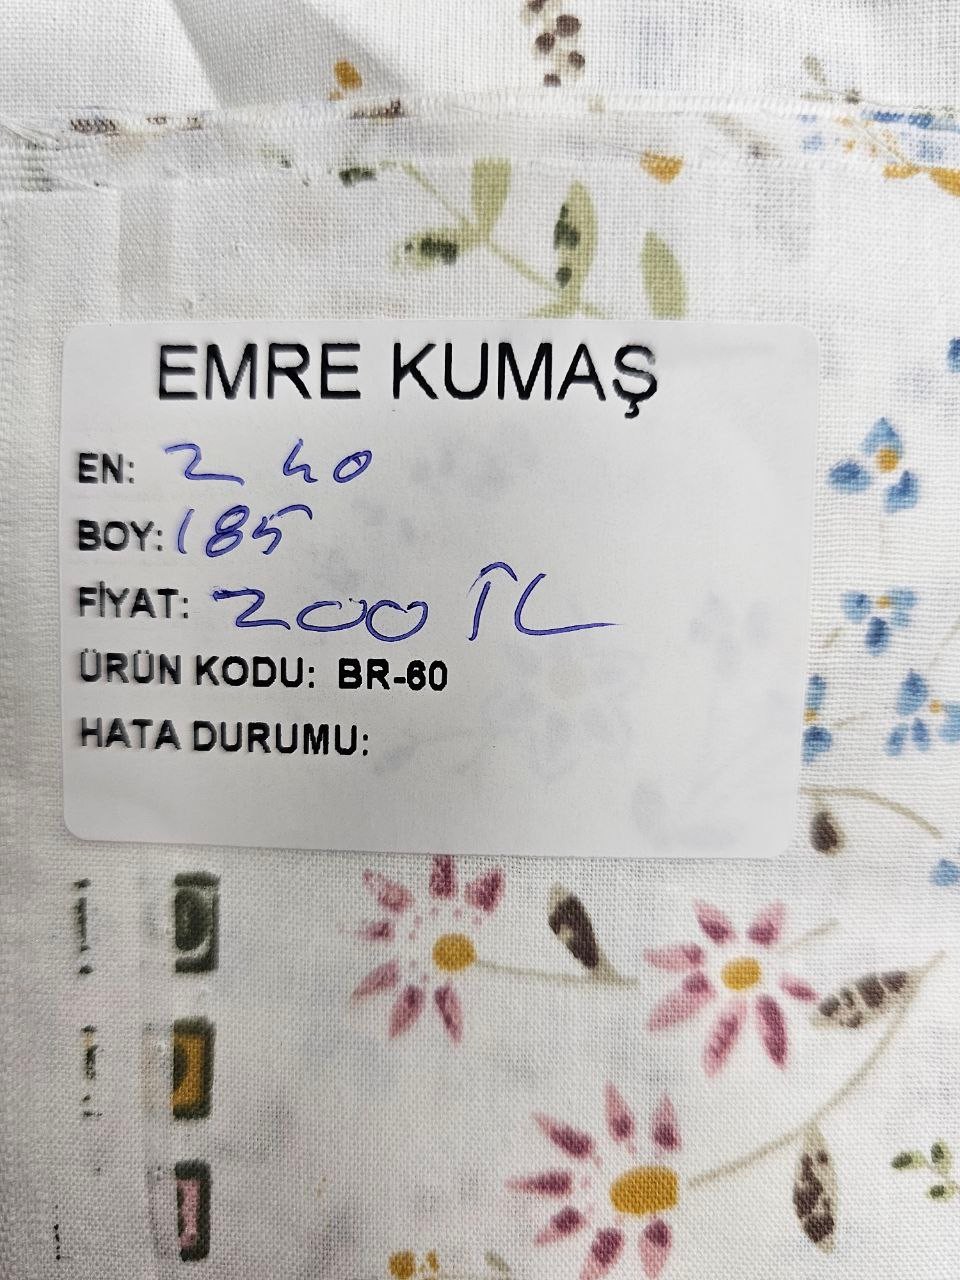 EMRE KUMAŞ
EN: 240
BOY: 185
FİYAT: 200 TL
ÜRÜN KODU: BR-60
HATA DURUMU: